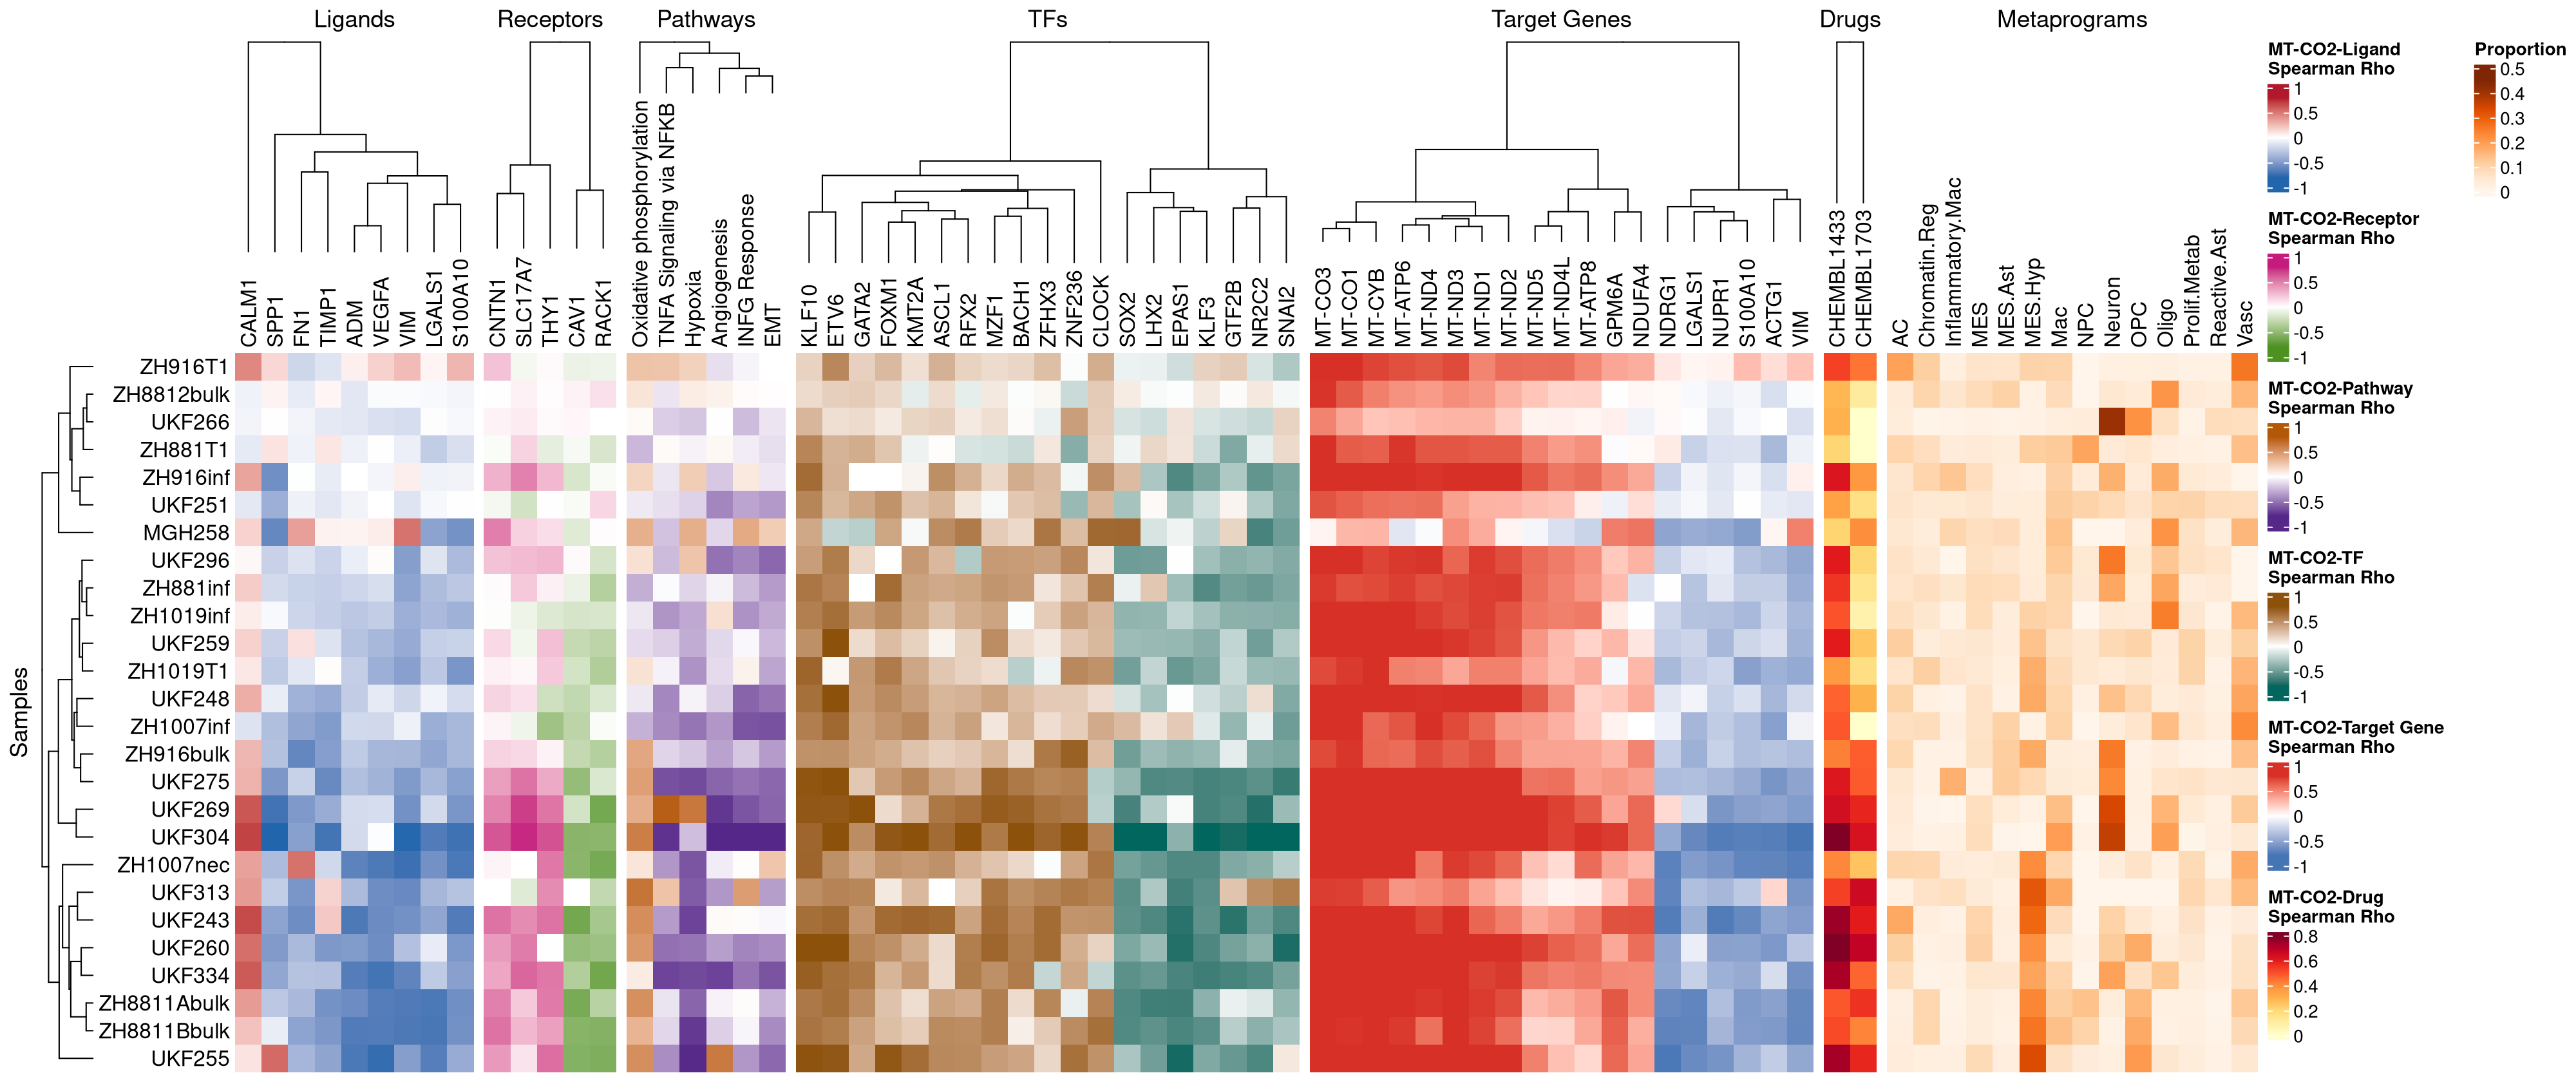 Ligands
Receptors
Pathways
TFs
Target Genes
Drugs
Metaprograms
CALM1
SPP1
FN1
TIMP1
ADM
VEGFA
VIM
LGALS1
S100A10
CNTN1
SLC17A7
THY1
CAV1
RACK1
Oxidative phosphorylation
TNFA Signaling via NFKB
Hypoxia
Angiogenesis
INFG Response
EMT
KLF10
ETV6
GATA2
FOXM1
KMT2A
ASCL1
RFX2
MZF1
BACH1
ZFHX3
ZNF236
CLOCK
SOX2
LHX2
EPAS1
KLF3
GTF2B
NR2C2
SNAI2
MT-CO3
MT-CO1
MT-CYB
MT-ATP6
MT-ND4
MT-ND3
MT-ND1
MT-ND2
MT-ND5
MT-ND4L
MT-ATP8
GPM6A
NDUFA4
NDRG1
LGALS1
NUPR1
S100A10
ACTG1
VIM
CHEMBL1433
CHEMBL1703
AC
Chromatin.Reg
Inflammatory.Mac
MES
MES.Ast
MES.Hyp
Mac
NPC
Neuron
OPC
Oligo
Prolif.Metab
Reactive.Ast
Vasc
Samples
ZH916T1
ZH8812bulk
UKF266
ZH881T1
ZH916inf
UKF251
MGH258
UKF296
ZH881inf
ZH1019inf
UKF259
ZH1019T1
UKF248
ZH1007inf
ZH916bulk
UKF275
UKF269
UKF304
ZH1007nec
UKF313
UKF243
UKF260
UKF334
ZH8811Abulk
ZH8811Bbulk
UKF255
MT-CO2-Ligand
Spearman Rho
1
0.5
0
-0.5
-1
MT-CO2-Receptor
Spearman Rho
1
0.5
0
-0.5
-1
MT-CO2-Pathway
Spearman Rho
1
0.5
0
-0.5
-1
MT-CO2-TF
Spearman Rho
1
0.5
0
-0.5
-1
MT-CO2-Target Gene
Spearman Rho
1
0.5
0
-0.5
-1
MT-CO2-Drug
Spearman Rho
0.8
0.6
0.4
0.2
0
Proportion
0.5
0.4
0.3
0.2
0.1
0